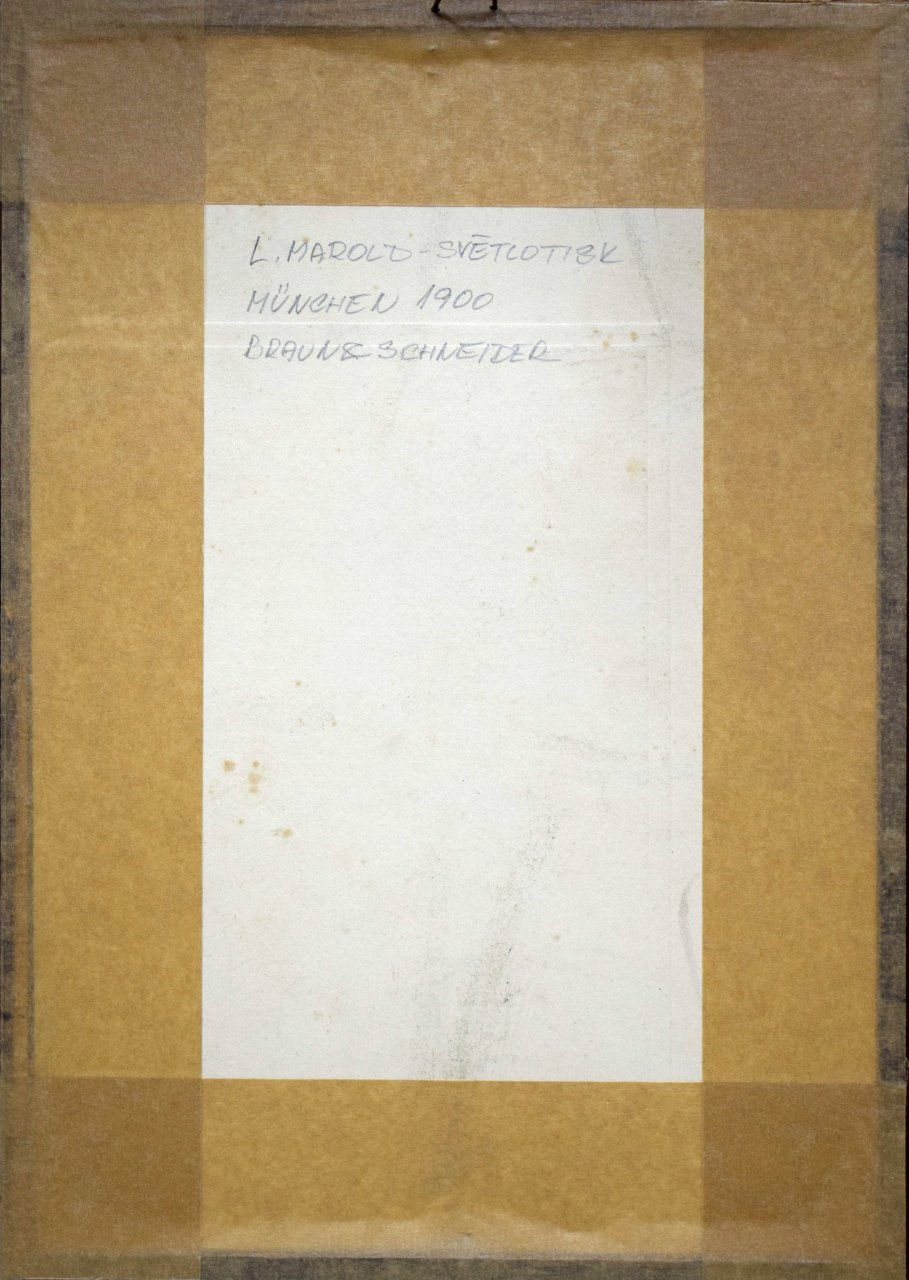 L. MAROLD - SVĚTLOTISK
MÜNCHEN 1900
BRAUN & SCHNEIDER